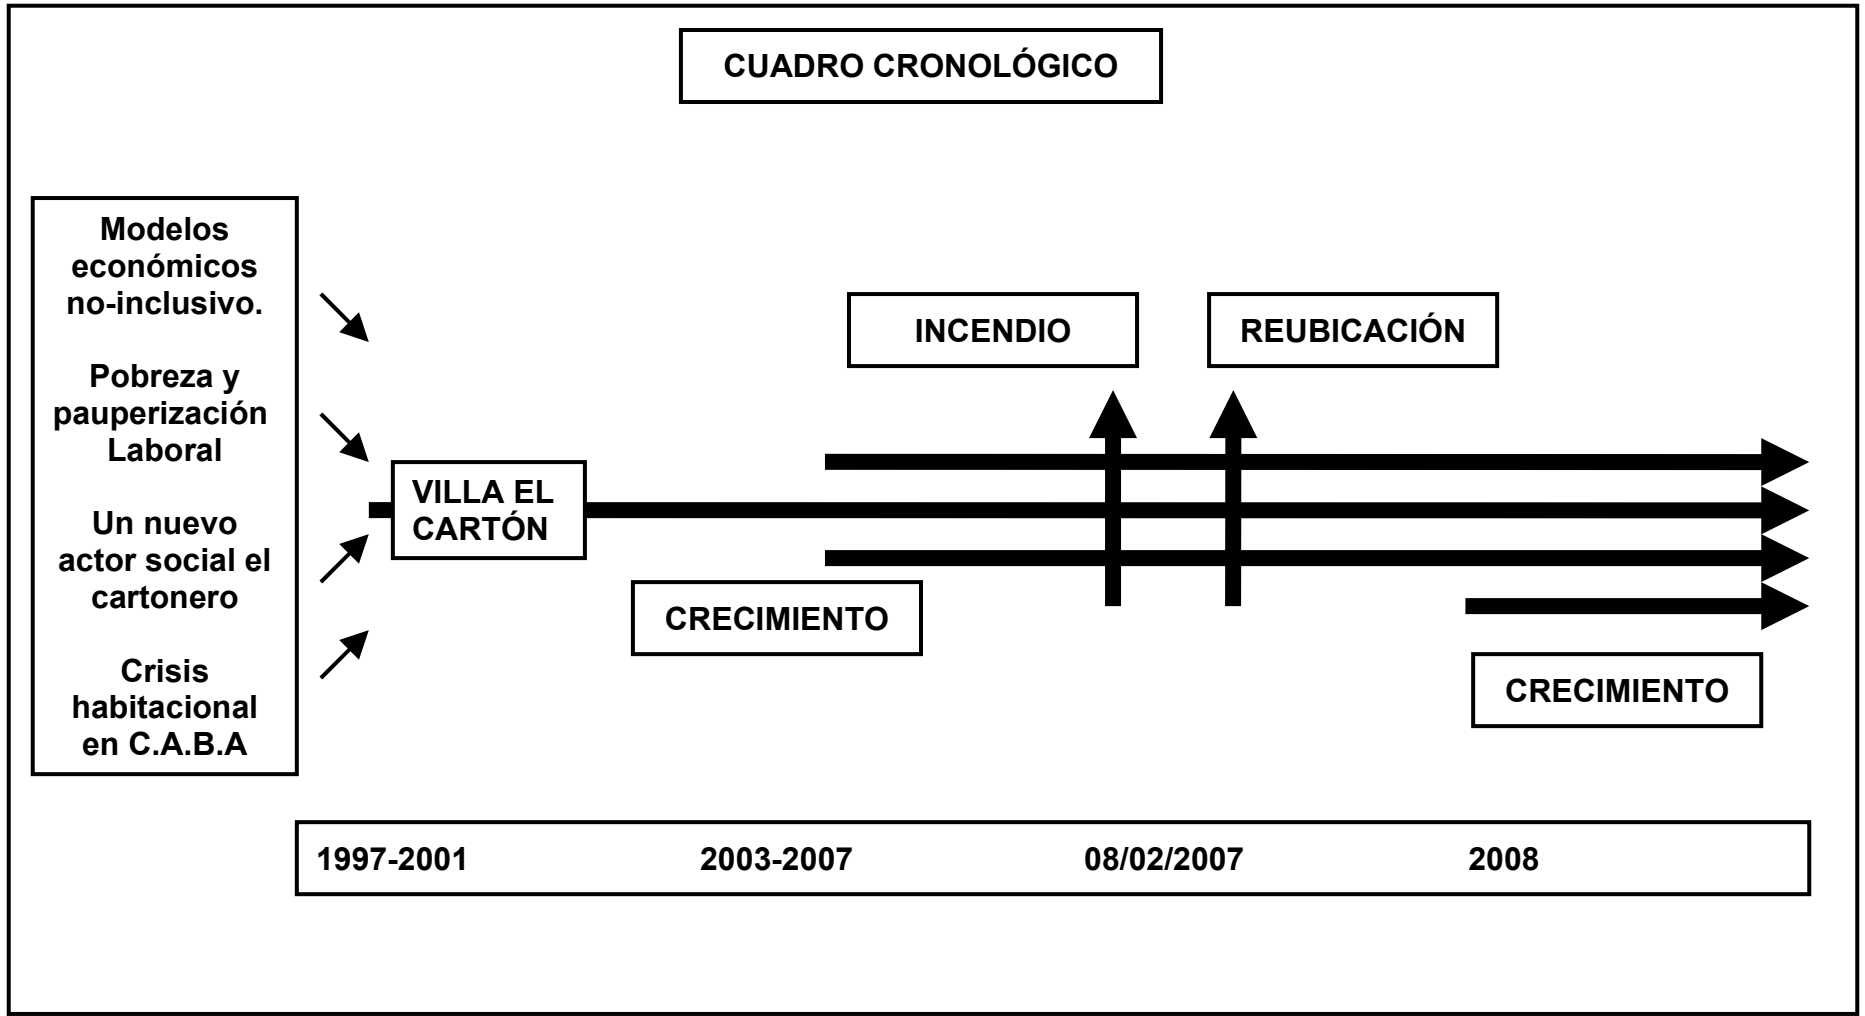 CUADRO CRONOLÓGICO
Modelos
económicos
no-inclusivo.
Pobreza y
pauperización
Laboral
Un nuevo
actor social el
cartonero
Crisis
habitacional
en C.A.B.A
INCENDIO
REUBICACIÓN
VILLA EL
CARTÓN
CRECIMIENTO
CRECIMIENTO
1997-2001 2003-2007 08/02/2007 2008